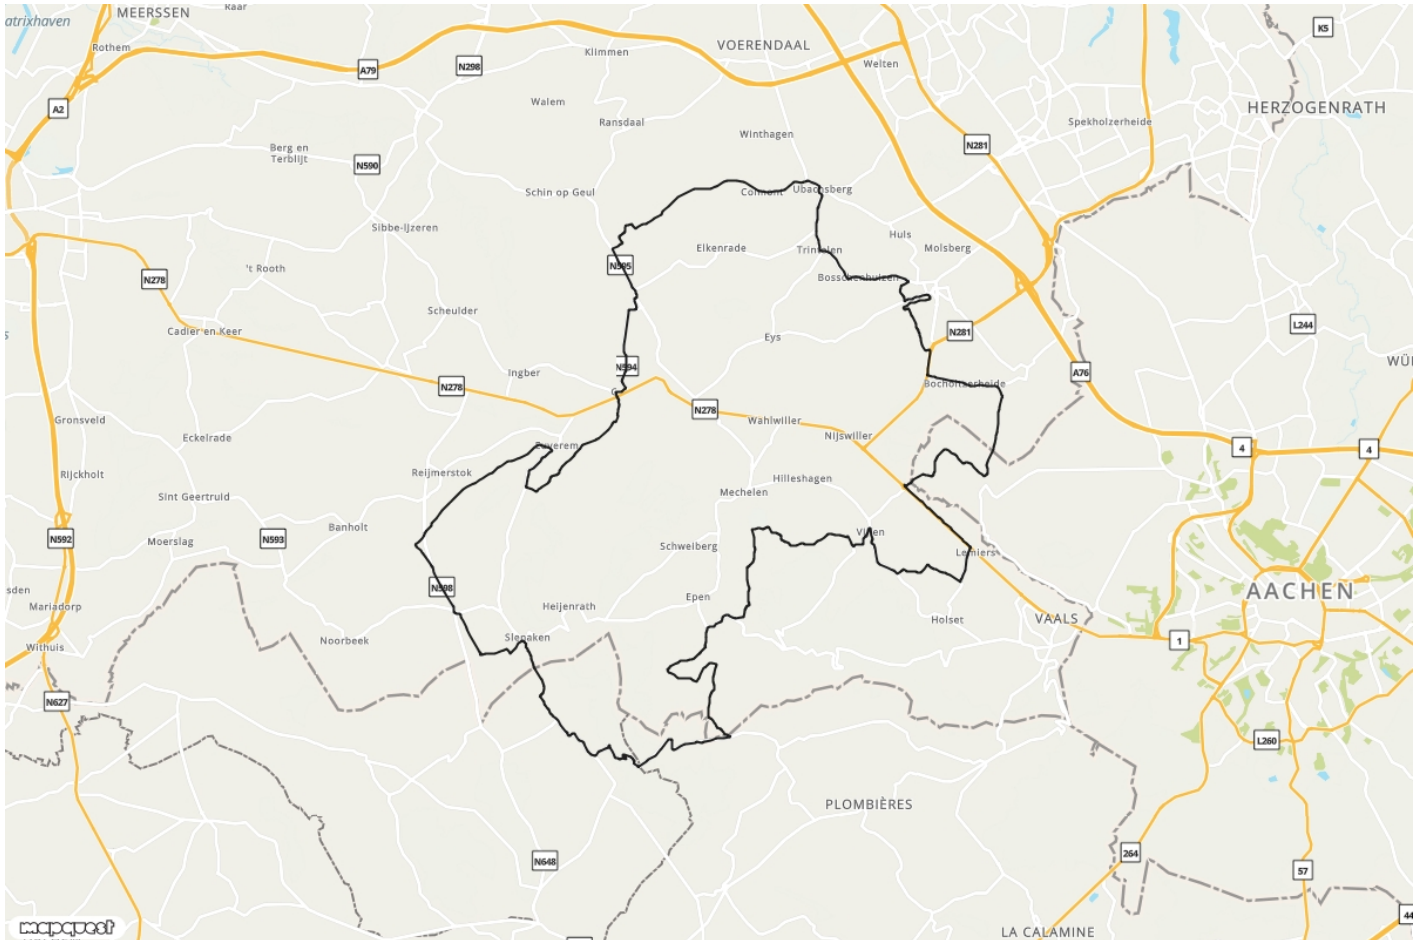 atrixhaven
MEERSSEN
Kaar
K5
Rothem
Klimmen
VOERENDAAL
Welten
A79
N298
A2
Walem
HERZOGENRATH
Ransdaal
Spekholzerheide
Winthagen
N281
Berg en
Terblijt
N590
Schin op Geul
Colmont
Ubachsberg
Sibbe-IJzeren
Huls
Elkenrade
Trintelen
Molsberg
't Rooth
N595
N278
Bosschenhuizen
Scheulder
L244
Cadier en Keer
Eys
N281
N594
Ingber
A76
WÜ
N278
Bocholtzerheide
G
N278
Gronsveld
Wahlwiller
Eckelrade
Nijswiller
Euverem
4
4
Rijckholt
Reijmerstok
Hilleshagen
Sint Geertruid
Mechelen
Banholt
Vijlen
N592
N593
Moerslag
Schweiberg
Lemiers
sden
N598
AACHEN
Mariadorp
Epen
Heijenrath
Holset
VAALS
Noorbeek
Slenaken
1
Withuis
N627
L260
PLOMBIÈRES
264
N648
57
44
LA CALAMINE
mapquest